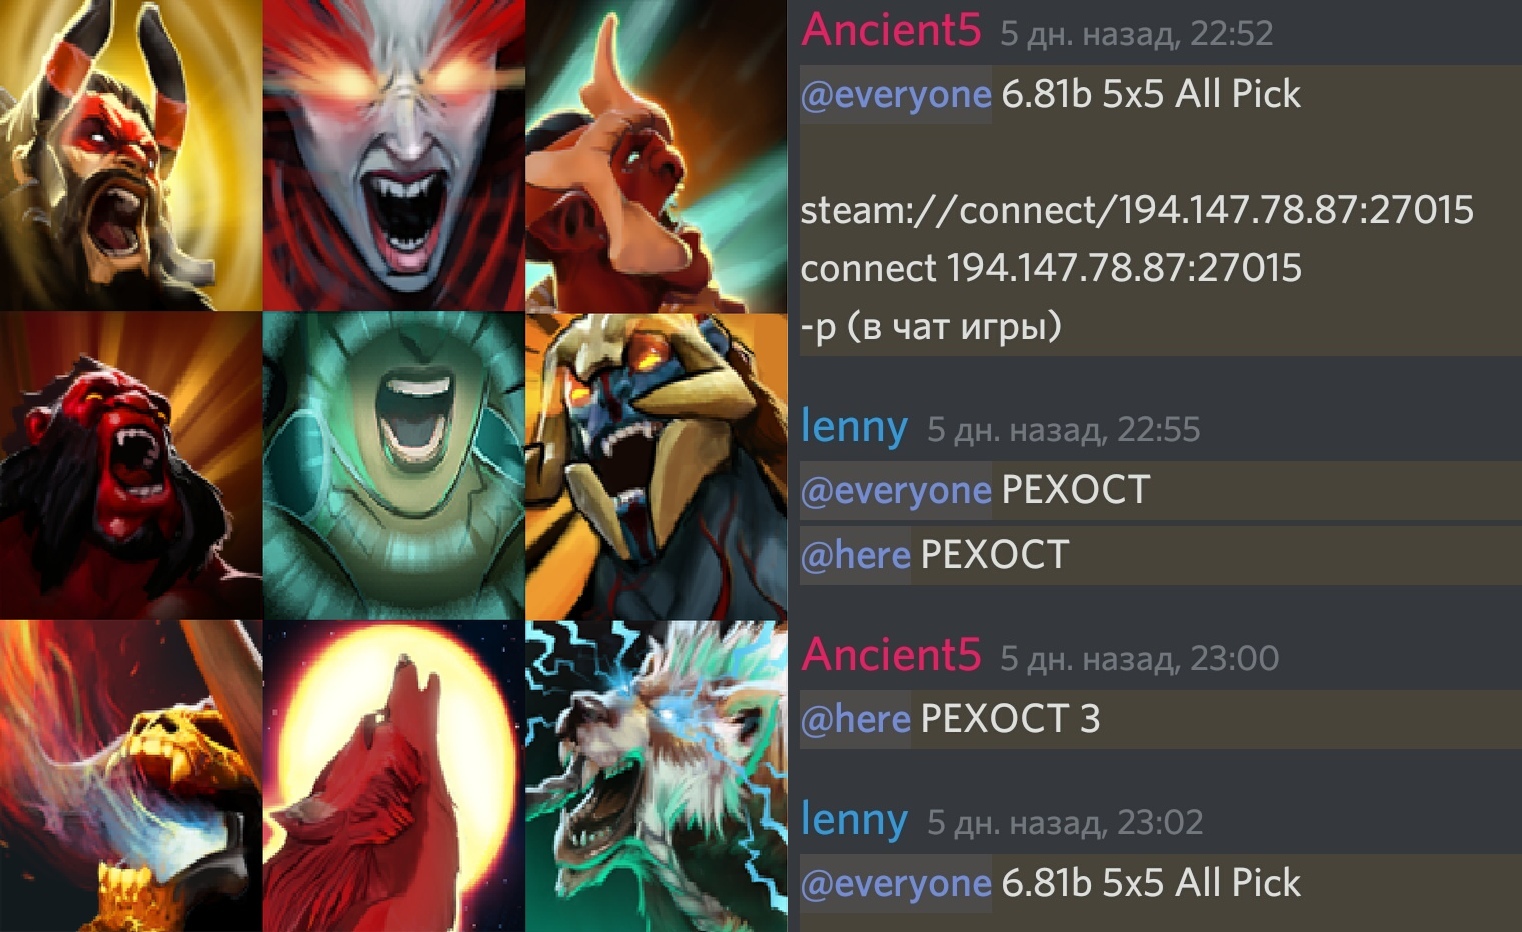 Ancient5 5 дн. назад, 22:52
@everyone 6.81b 5x5 All Pick
steam://connect/194.147.78.87:27015
connect 194.147.78.87:27015
-p (в чат игры)
lenny 5 дн. назад, 22:55
@everyone РЕХОСТ
@here РЕХОСТ
Ancient5 5 дн. назад, 23:00
@here РЕХОСТ 3
lenny 5 дн. назад, 23:02
@everyone 6.81b 5x5 All Pick